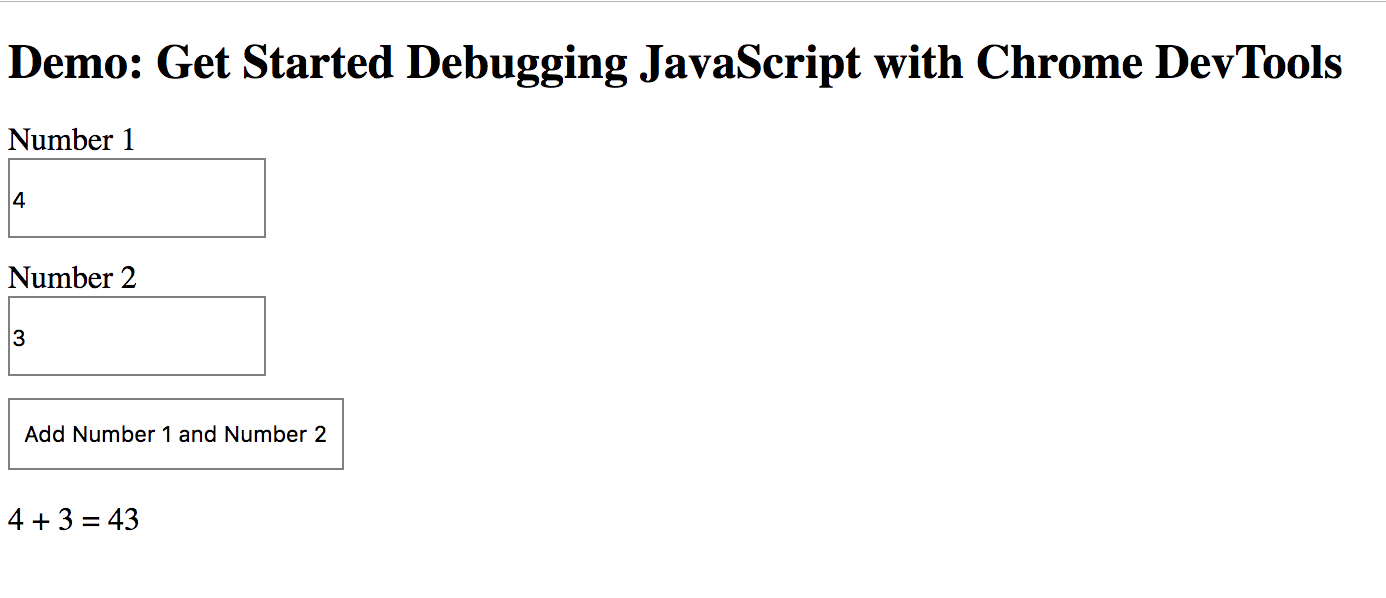 Demo: Get Started Debugging JavaScript with Chrome DevTools
Number 1
4
Number 2
3
Add Number 1 and Number 2
4 + 3 = 43